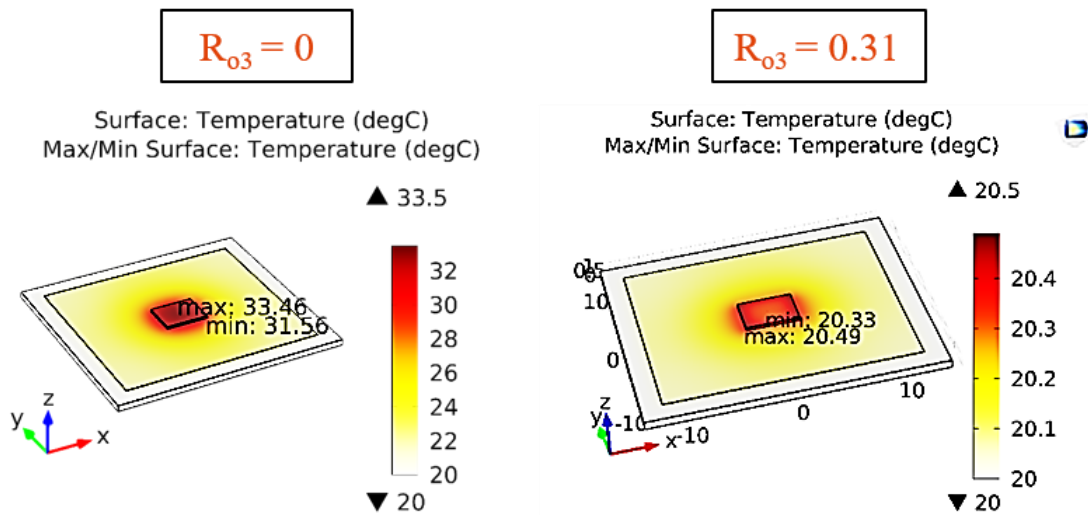 R₀₃ = 0
Surface: Temperature (degC)
Max/Min Surface: Temperature (degC)
▲ 33.5
max: 33.46
min: 31.56
32
30
28
26
24
22
20
▼ 20
y z x
R₀₃ = 0.31
Surface: Temperature (degC)
Max/Min Surface: Temperature (degC)
▲ 20.5
min: 20.33
max: 20.49
10
0
-10
-10
0
10
20.4
20.3
20.2
20.1
20
▼ 20
y z x